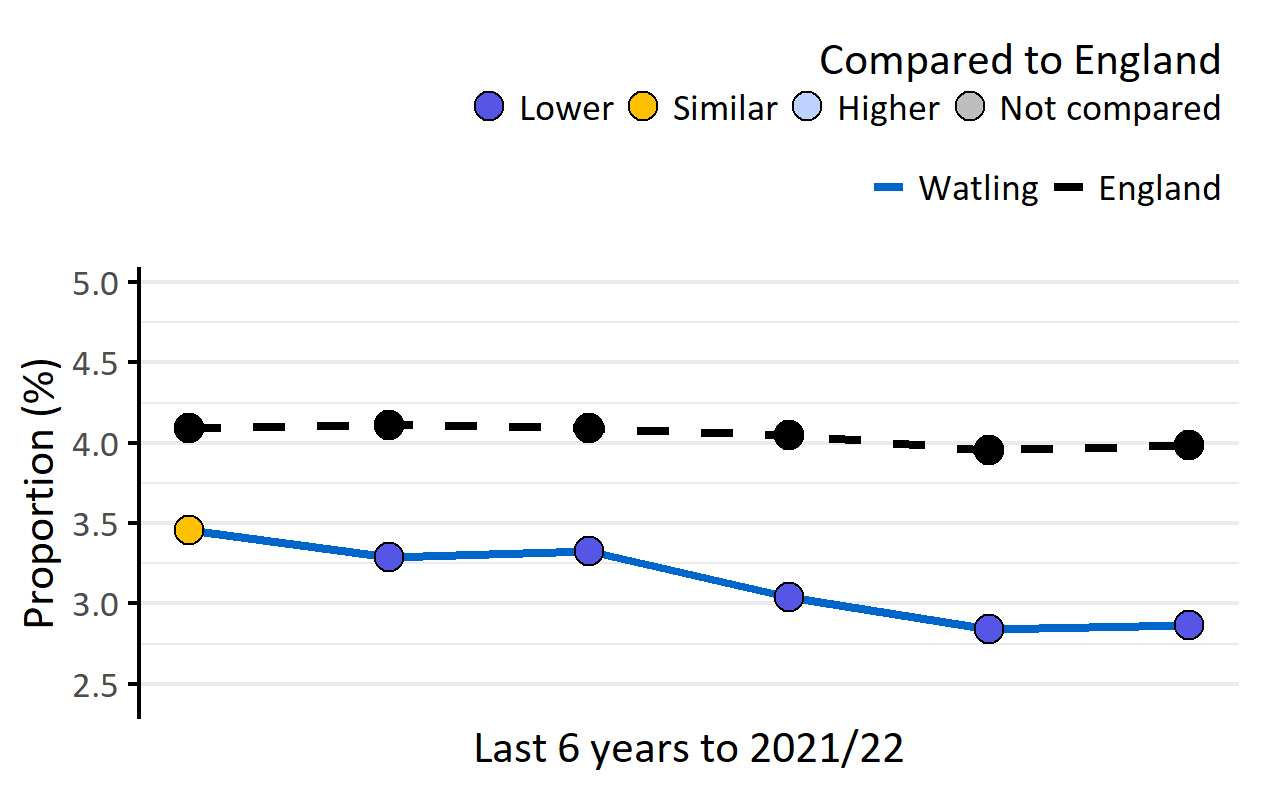 Compared to England
Lower Similar Higher Not compared
Watling England
5.0
4.5
4.0
3.5
3.0
2.5
Proportion (%)
Last 6 years to 2021/22